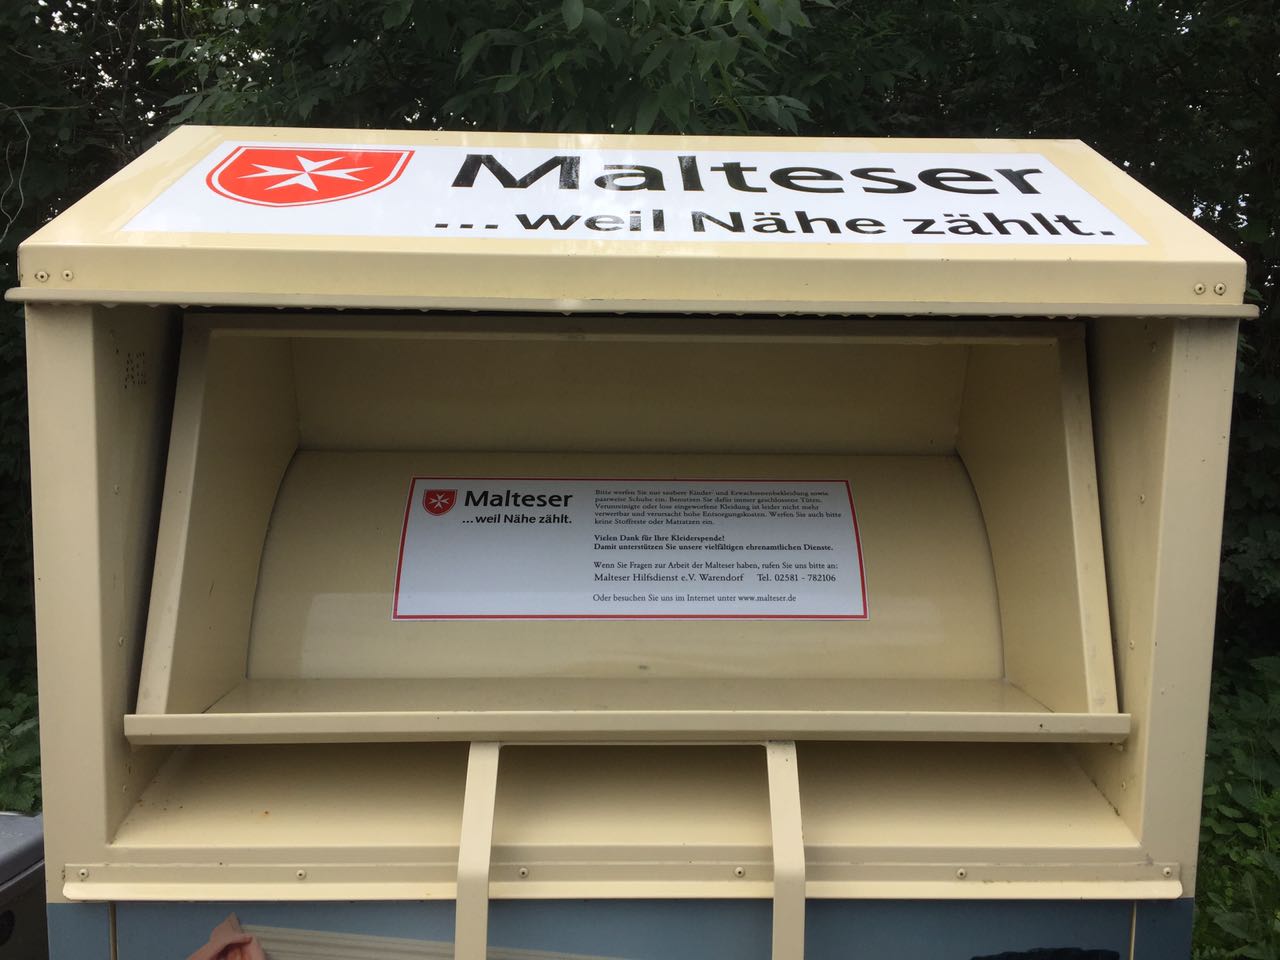 Malteser
...weil Nähe zählt.
Malteser
...weil Nähe zählt.
Bitte werfen Sie nur saubere Kinder- und Erwachsenenbekleidung sowie
paarweise Schuhe ein. Benutzen Sie dafür immer geschlossene Tüten.
Verunreinigte oder lose eingeworfene Kleidung ist leider nicht mehr
verwertbar und verursacht hohe Entsorgungskosten. Werfen Sie auch bitte
keine Stoffreste oder Matratzen ein.
Vielen Dank für Ihre Kleiderspende!
Damit unterstützen Sie unsere vielfältigen ehrenamtlichen Dienste.
Wenn Sie Fragen zur Arbeit der Malteser haben, rufen Sie uns bitte an:
Malteser Hilfsdienst e.V. Warendorf Tel. 02581 - 782106
Oder besuchen Sie uns im Internet unter www.malteser.de